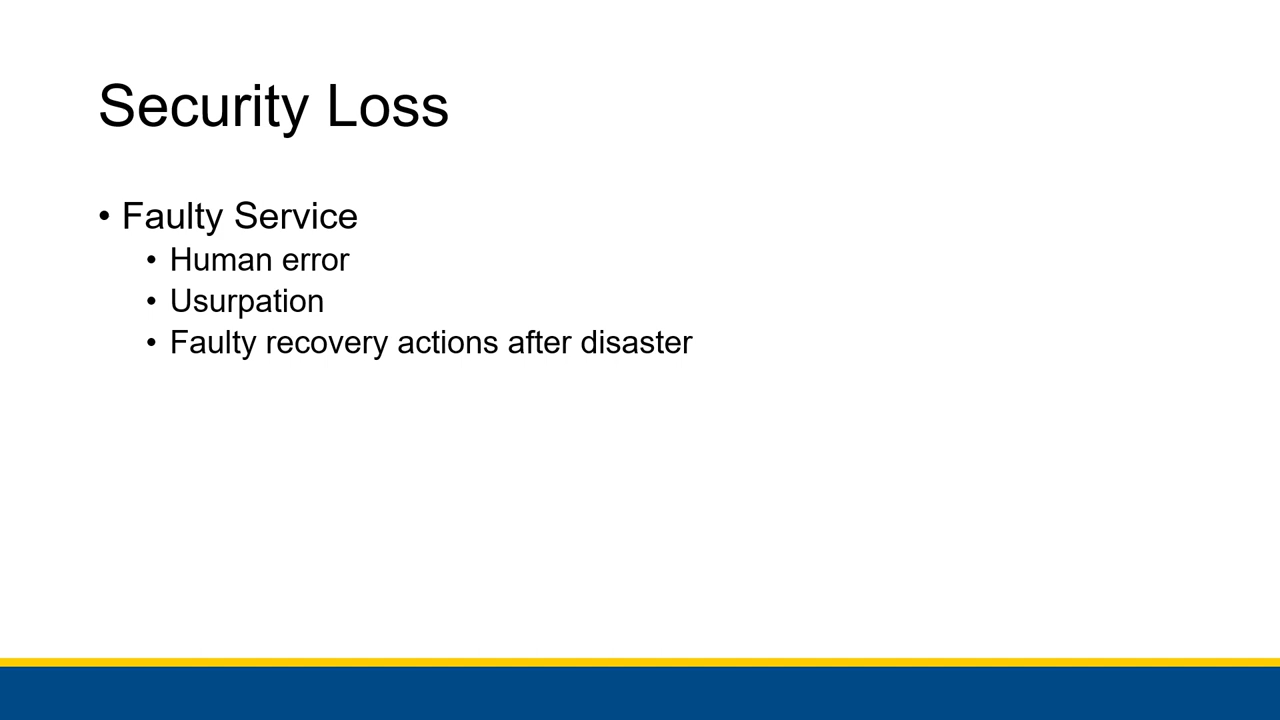 Security Loss
• Faulty Service
• Human error
• Usurpation
• Faulty recovery actions after disaster